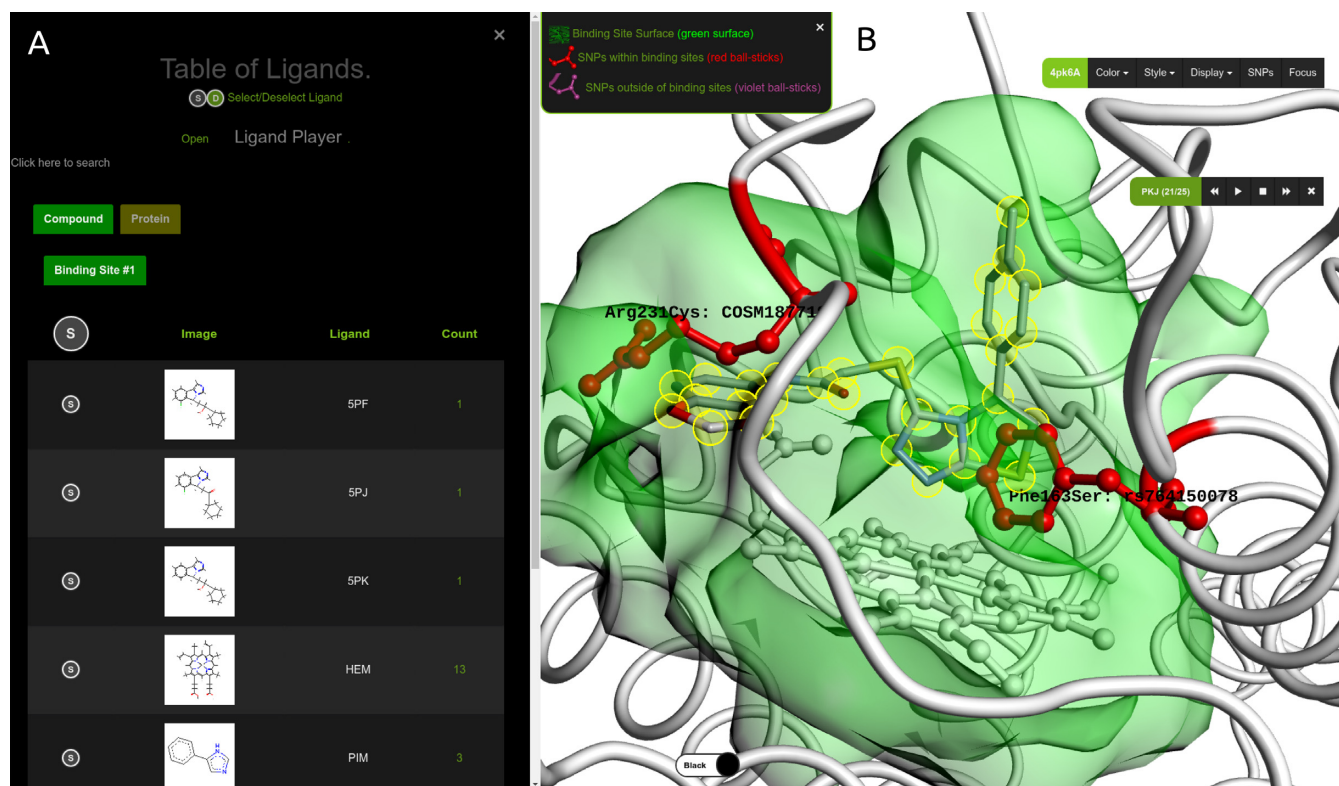 A
×
Table of Ligands.
S D Select/Deselect Ligand
Open Ligand Player .
Click here to search
Compound Protein
Binding Site #1
S Image Ligand Count
S 5PF 1
S 5PJ 1
S 5PK 1
S HEM 13
S PIM 3
Binding Site Surface (green surface)
×
SNPs within binding sites (red ball-sticks)
SNPs outside of binding sites (violet ball-sticks)
B
4pk6A Color Style Display SNPs Focus
PKJ (21/25)
Arg231Cys:
Phe163Ser: rs764150078
Black